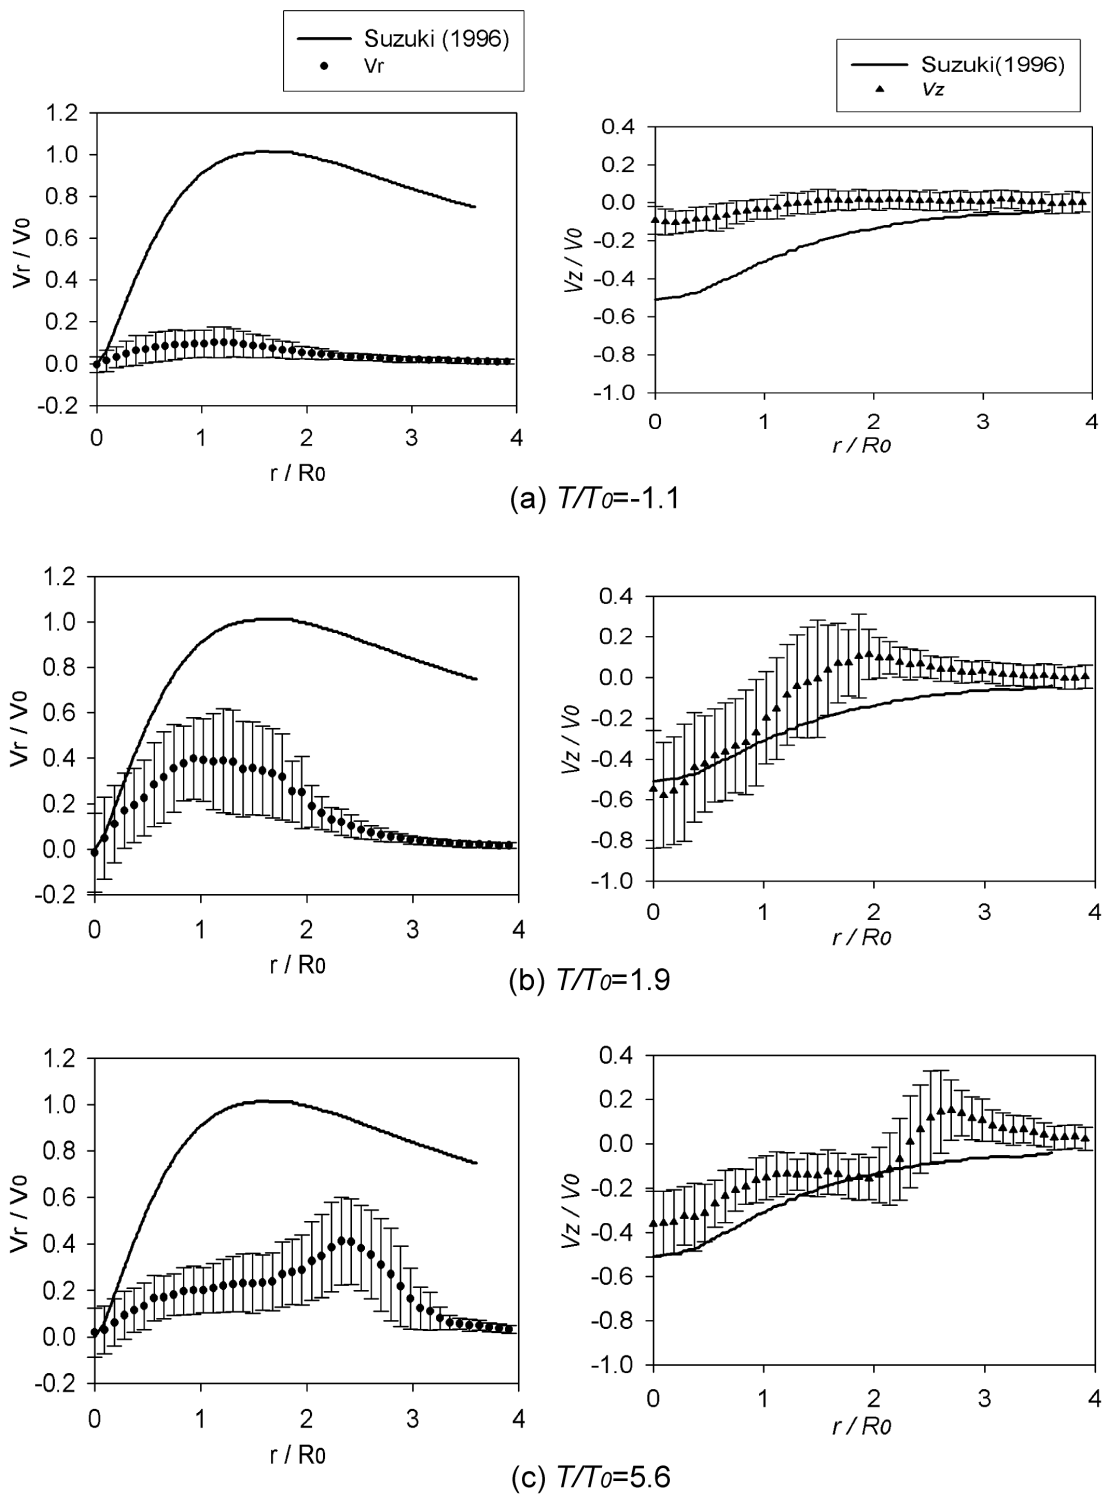 Suzuki (1996)
Vr
Suzuki(1996)
Vz
1.2
1.0
0.8
0.6
0.4
0.2
0.0
-0.2
Vr / V0
0 1 2 3 4
r / R0
0.4
0.2
0.0
-0.2
-0.4
-0.6
-0.8
-1.0
Vz / V0
0 1 2 3 4
r / R0
(a) T/T0=-1.1
1.2
1.0
0.8
0.6
0.4
0.2
0.0
-0.2
Vr / V0
0 1 2 3 4
r / R0
0.4
0.2
0.0
-0.2
-0.4
-0.6
-0.8
-1.0
Vz / V0
0 1 2 3 4
r / R0
(b) T/T0=1.9
1.2
1.0
0.8
0.6
0.4
0.2
0.0
-0.2
Vr / V0
0 1 2 3 4
r / R0
0.4
0.2
0.0
-0.2
-0.4
-0.6
-0.8
-1.0
Vz / V0
0 1 2 3 4
r / R0
(c) T/T0=5.6